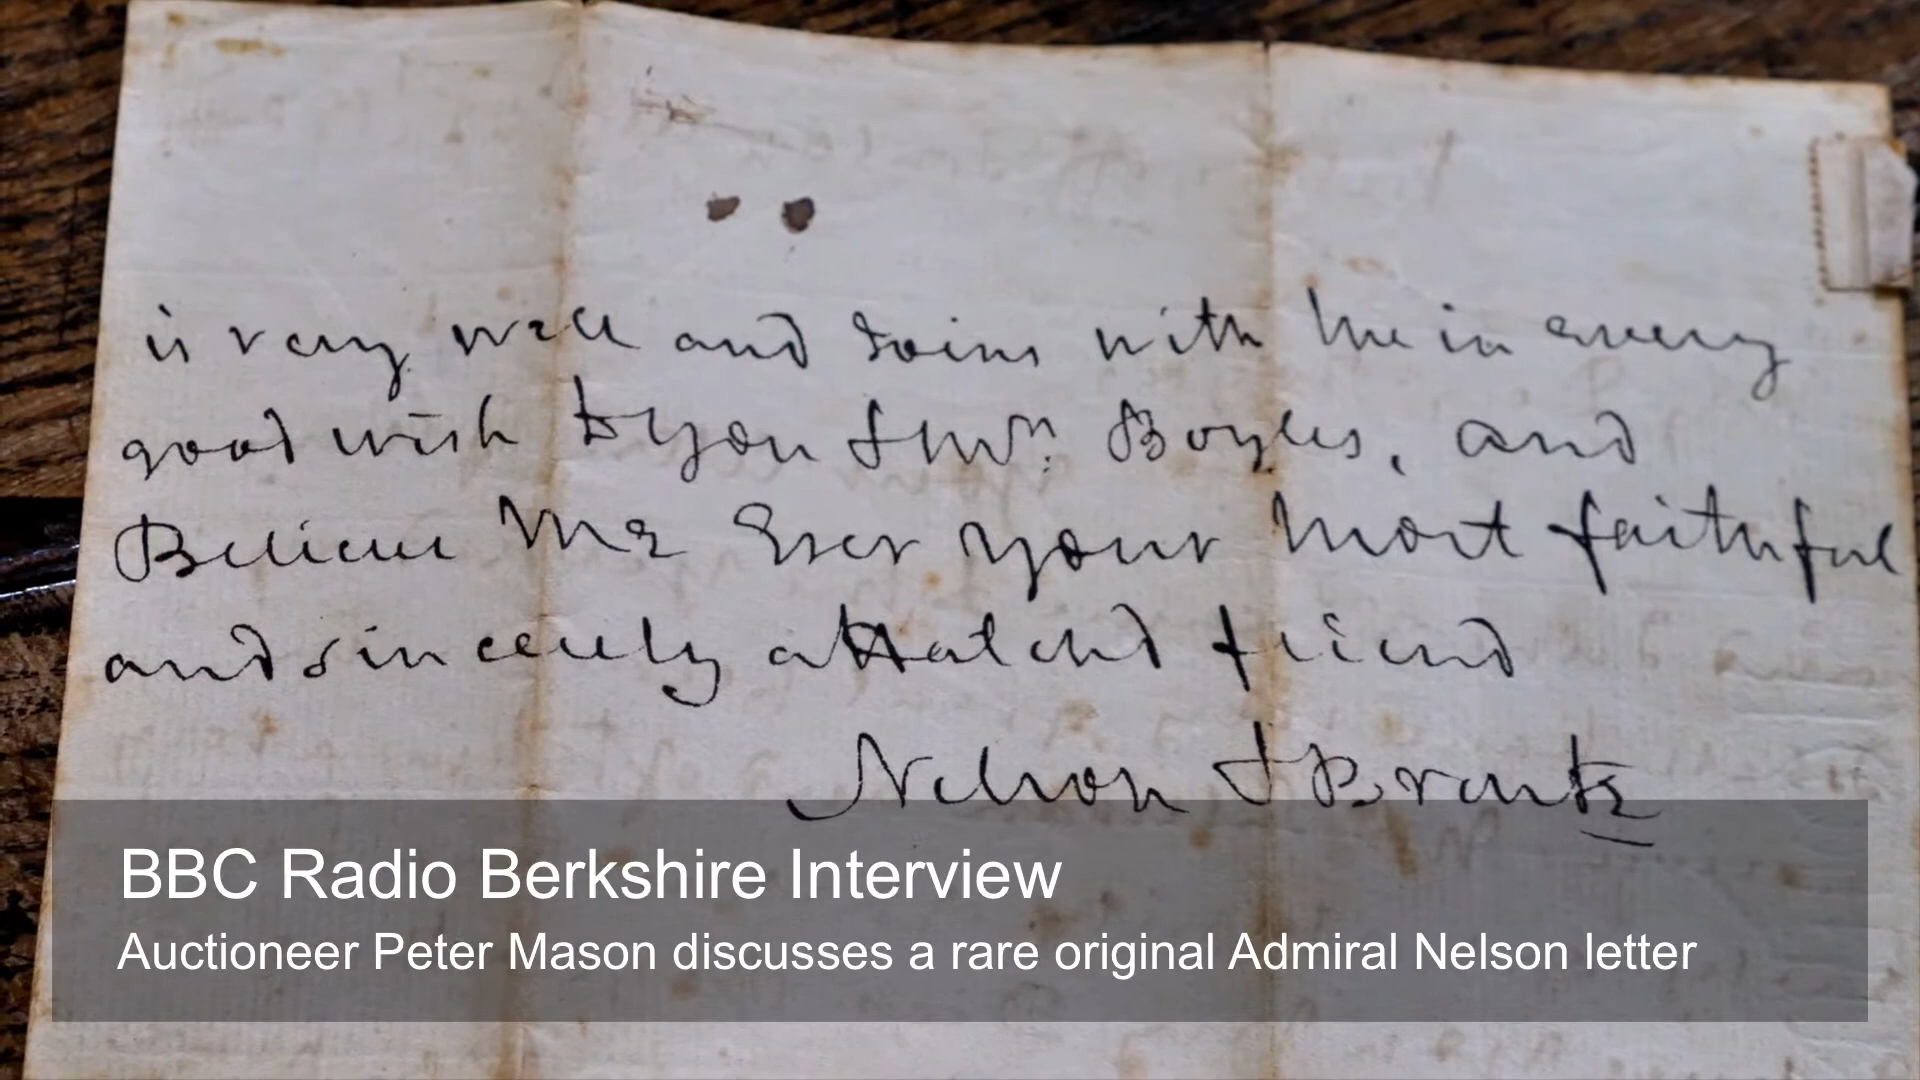 is very well and Joins with Me in every
good wish to you & Mrs: Boyles, and
Believe Me Ever your Most faithful
and sincerely attatchd friend
Nelson & Bronte
BBC Radio Berkshire Interview
Auctioneer Peter Mason discusses a rare original Admiral Nelson letter